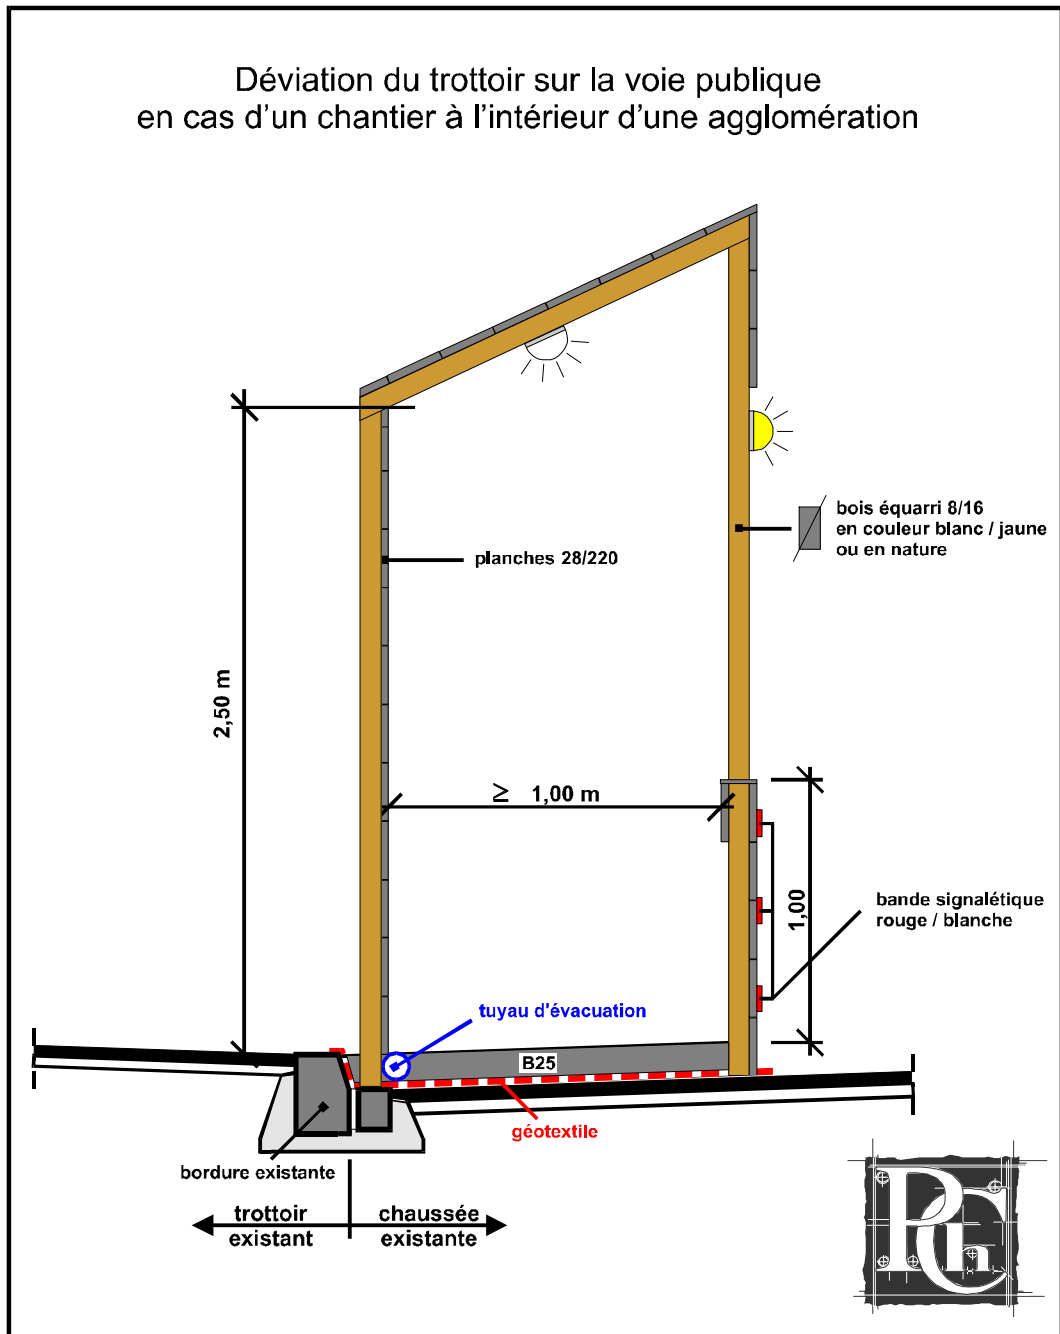 Déviation du trottoir sur la voie publique
en cas d'un chantier à l'intérieur d'une agglomération
bois équarri 8/16
en couleur blanc / jaune
ou en nature
planches 28/220
2,50 m
≥ 1,00 m
1,00
bande signalétique
rouge / blanche
tuyau d'évacuation
B25
géotextile
bordure existante
trottoir
existant
chaussée
existante
PCh